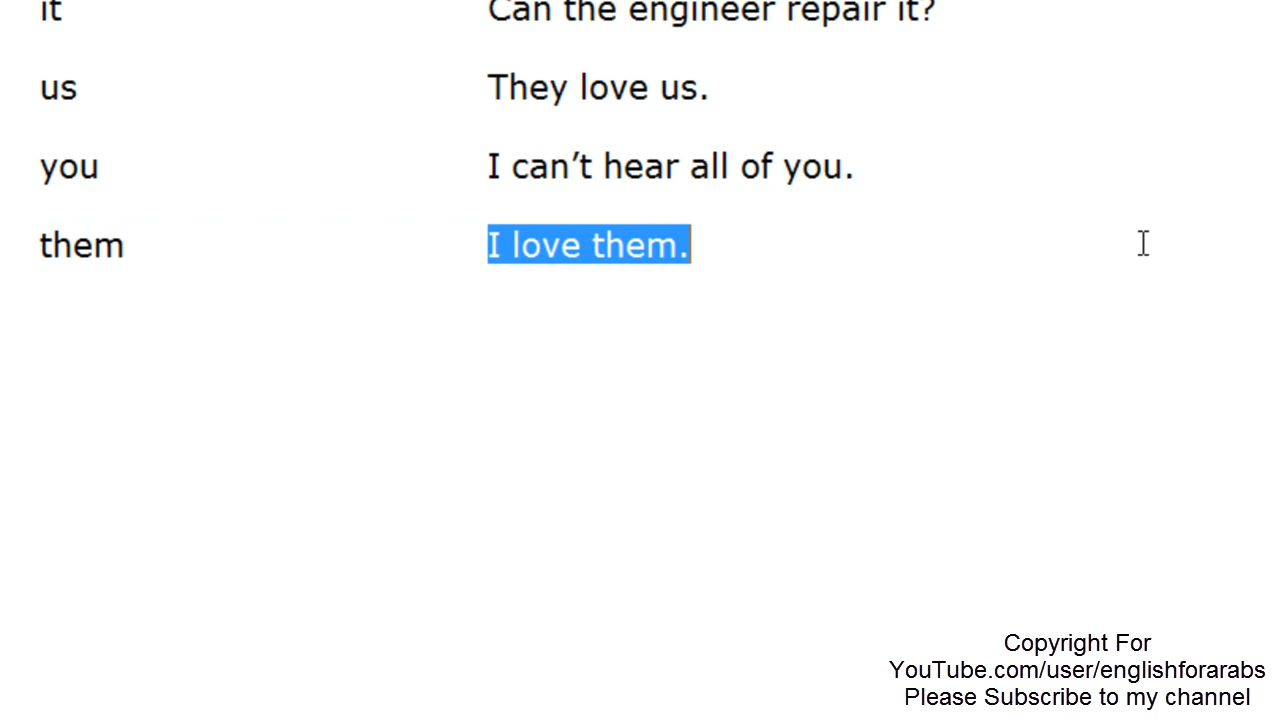 it Can the engineer repair it?
us They love us.
you I can’t hear all of you.
them I love them.
Copyright For
YouTube.com/user/englishforarabs
Please Subscribe to my channel